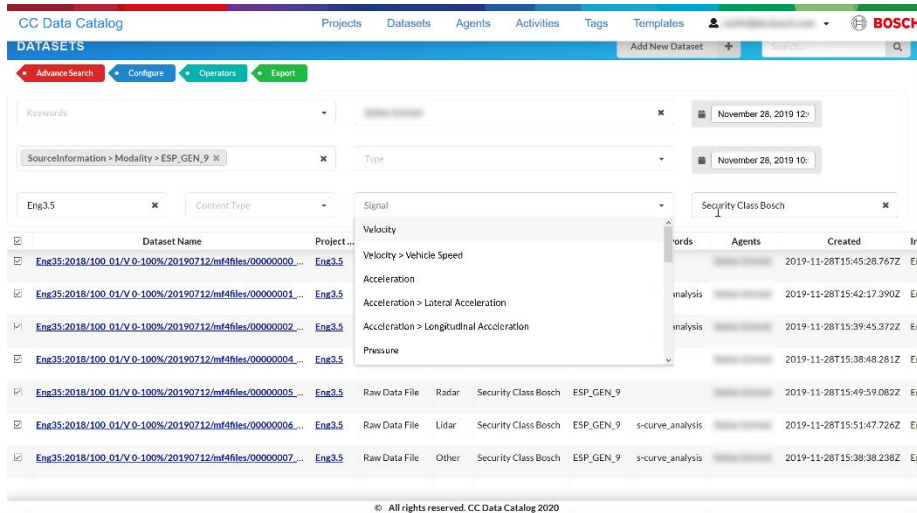 CC Data Catalog Projects Datasets Agents Activities Tags Templates BOSCH
DATASETS Add New Dataset + Search...
Advance Search Configure Operators Export
Keywords November 28, 2019 12:
SourceInformation > Modality > ESP_GEN_9 Type November 28, 2019 10:
Eng3.5 Content Type Signal Security Class Bosch
Velocity
Velocity > Vehicle Speed
Acceleration
Acceleration > Lateral Acceleration
Acceleration > Longitudinal Acceleration
Pressure
Dataset Name Project ... ords Agents Created In
Eng35:2018/100_01/V 0-100%/20190712/mf4files/00000000_... Eng3.5 2019-11-28T15:45:28.767Z E
Eng35:2018/100_01/V 0-100%/20190712/mf4files/00000001_... Eng3.5 nalysis 2019-11-28T15:42:17.390Z E
Eng35:2018/100_01/V 0-100%/20190712/mf4files/00000002_... Eng3.5 nalysis 2019-11-28T15:39:45.372Z E
Eng35:2018/100_01/V 0-100%/20190712/mf4files/00000004_... Eng3.5 2019-11-28T15:38:48.281Z E
Eng35:2018/100_01/V 0-100%/20190712/mf4files/00000005_... Eng3.5 Raw Data File Radar Security Class Bosch ESP_GEN_9 2019-11-28T15:49:59.082Z E
Eng35:2018/100_01/V 0-100%/20190712/mf4files/00000006_... Eng3.5 Raw Data File Lidar Security Class Bosch ESP_GEN_9 s-curve_analysis 2019-11-28T15:51:47.726Z E
Eng35:2018/100_01/V 0-100%/20190712/mf4files/00000007_... Eng3.5 Raw Data File Other Security Class Bosch ESP_GEN_9 s-curve_analysis 2019-11-28T15:38:38.238Z E
© All rights reserved. CC Data Catalog 2020